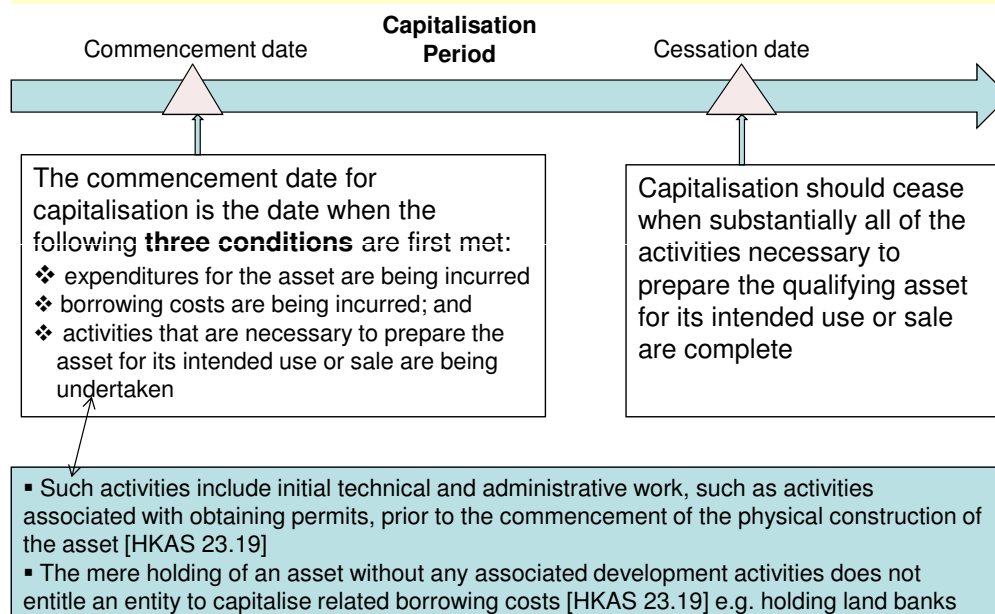 Capitalisation
Period
Commencement date
Cessation date
The commencement date for
capitalisation is the date when the
following three conditions are first met:
❖ expenditures for the asset are being incurred
❖ borrowing costs are being incurred; and
❖ activities that are necessary to prepare the
asset for its intended use or sale are being
undertaken
Capitalisation should cease
when substantially all of the
activities necessary to
prepare the qualifying asset
for its intended use or sale
are complete
▪ Such activities include initial technical and administrative work, such as activities
associated with obtaining permits, prior to the commencement of the physical construction of
the asset [HKAS 23.19]
▪ The mere holding of an asset without any associated development activities does not
entitle an entity to capitalise related borrowing costs [HKAS 23.19] e.g. holding land banks